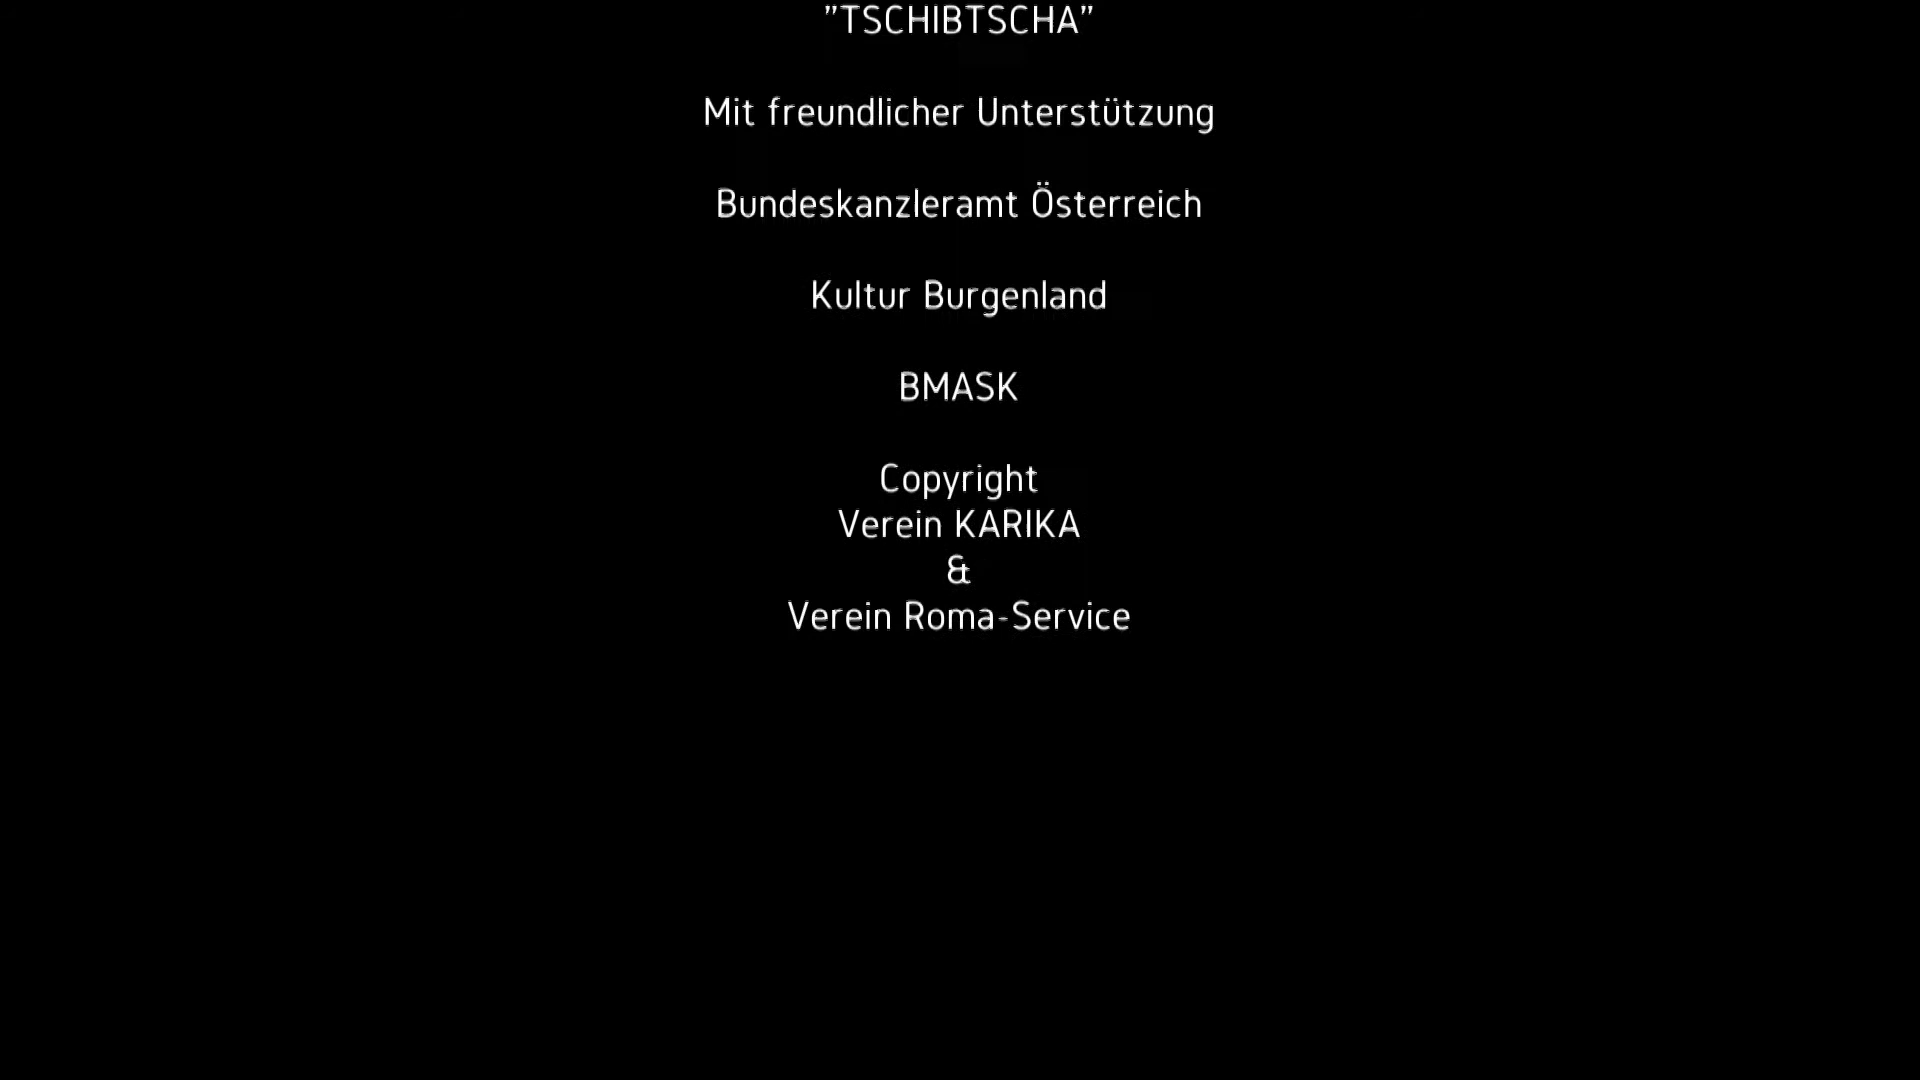 "TSCHIBTSCHA"
Mit freundlicher Unterstützung
Bundeskanzleramt Österreich
Kultur Burgenland
BMASK
Copyright
Verein KARIKA
&
Verein Roma-Service